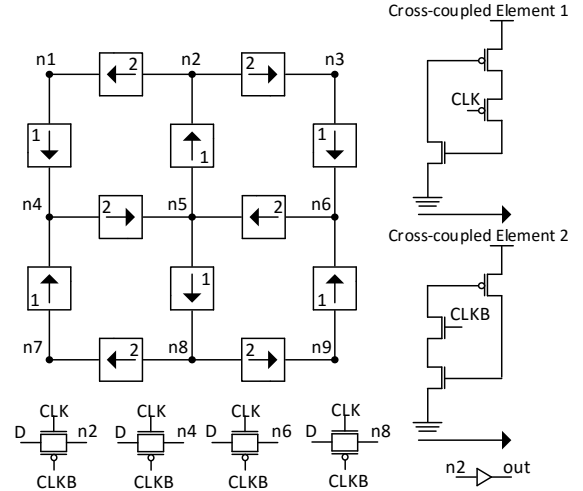 Cross-coupled Element 1
n1 n2 n3
2 2
CLK
1 1 1
n4 n5 n6
2 2
Cross-coupled Element 2
1 1 1
CLKB
n7 n8 n9
2 2
CLK CLK CLK CLK
D n2 D n4 D n6 D n8
CLKB CLKB CLKB CLKB
n2 out